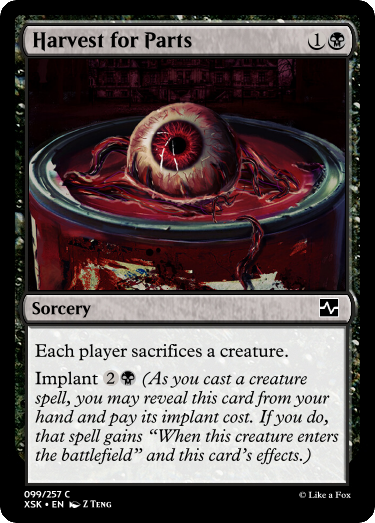 Harvest for Parts 1
Sorcery
Each player sacrifices a creature.
Implant 2 (As you cast a creature
spell, you may reveal this card from your
hand and pay its implant cost. If you do,
that spell gains “When this creature enters
the battlefield” and this card’s effects.)
099/257 C
XSK • EN Z Teng © Like a Fox